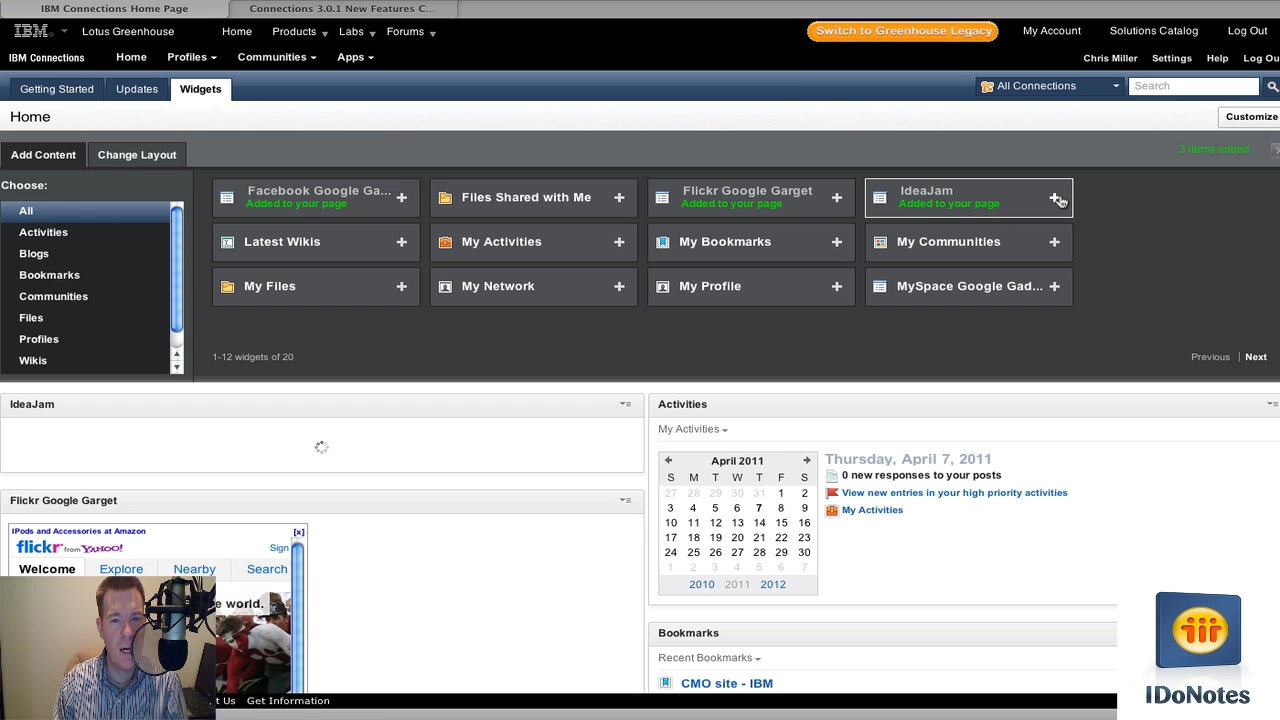 IBM Connections Home Page
Connections 3.0.1 New Features C...
IBM. Lotus Greenhouse Home Products Labs Forums Switch to Greenhouse Legacy My Account Solutions Catalog Log Out
IBM Connections Home Profiles Communities Apps Chris Miller Settings Help Log Ou
Getting Started Updates Widgets All Connections Search
Home Customize
Add Content Change Layout 3 items added
Choose:
All
Activities
Blogs
Bookmarks
Communities
Files
Profiles
Wikis
Facebook Google Ga...
Added to your page
Files Shared with Me
Flickr Google Garget
Added to your page
IdeaJam
Added to your page
Latest Wikis
My Activities
My Bookmarks
My Communities
My Files
My Network
My Profile
MySpace Google Gad...
1-12 widgets of 20 Previous | Next
IdeaJam
Flickr Google Garget
IPods and Accessories at Amazon [x]
flickr from YAHOO! Sign
Welcome Explore Nearby Search
e world.
t Us Get Information
Activities
My Activities
April 2011
S M T W T F S
27 28 29 30 31 1 2
3 4 5 6 7 8 9
10 11 12 13 14 15 16
17 18 19 20 21 22 23
24 25 26 27 28 29 30
1 2 3 4 5 6 7
2010 2011 2012
Thursday, April 7, 2011
0 new responses to your posts
View new entries in your high priority activities
My Activities
Bookmarks
Recent Bookmarks
CMO site - IBM
IDoNotes